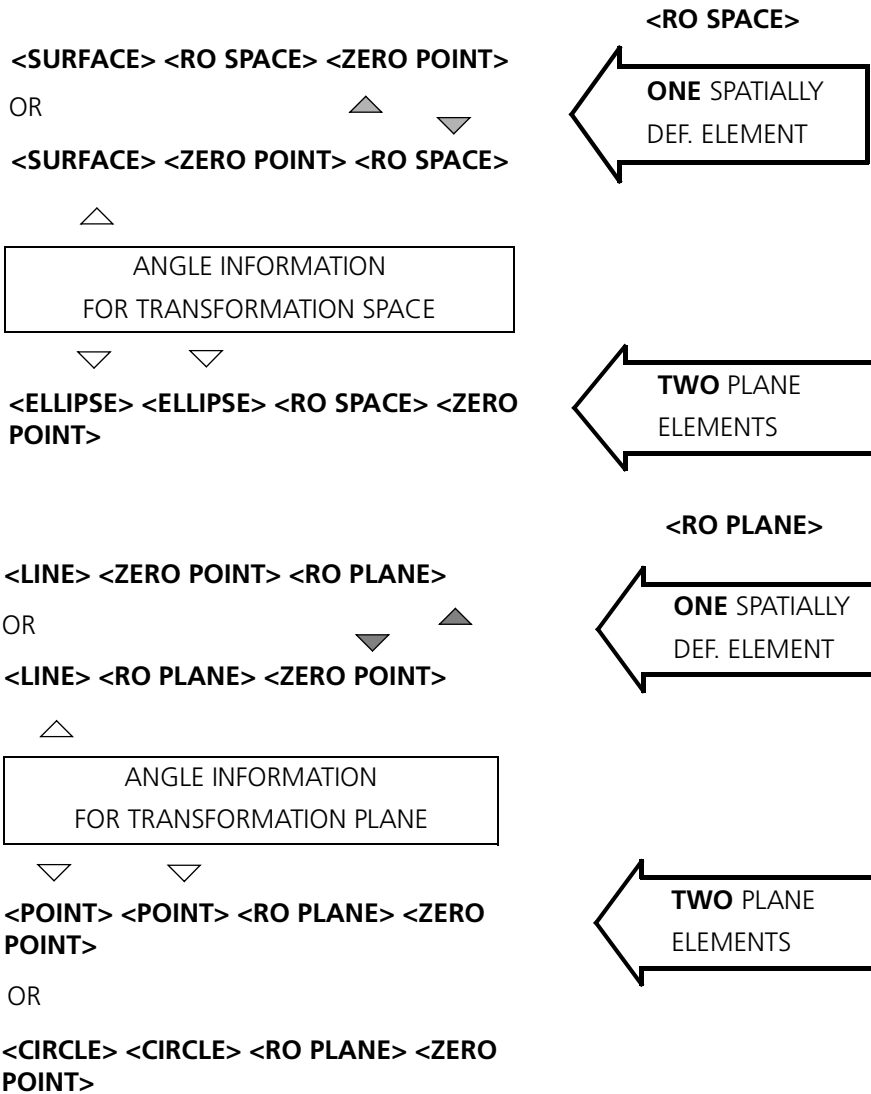 <RO SPACE>
<SURFACE> <RO SPACE> <ZERO POINT>
ONE SPATIALLY
DEF. ELEMENT
OR
<SURFACE> <ZERO POINT> <RO SPACE>
ANGLE INFORMATION
FOR TRANSFORMATION SPACE
<ELLIPSE> <ELLIPSE> <RO SPACE> <ZERO
POINT>
TWO PLANE
ELEMENTS
<RO PLANE>
<LINE> <ZERO POINT> <RO PLANE>
ONE SPATIALLY
DEF. ELEMENT
OR
<LINE> <RO PLANE> <ZERO POINT>
ANGLE INFORMATION
FOR TRANSFORMATION PLANE
<POINT> <POINT> <RO PLANE> <ZERO
POINT>
TWO PLANE
ELEMENTS
OR
<CIRCLE> <CIRCLE> <RO PLANE> <ZERO
POINT>